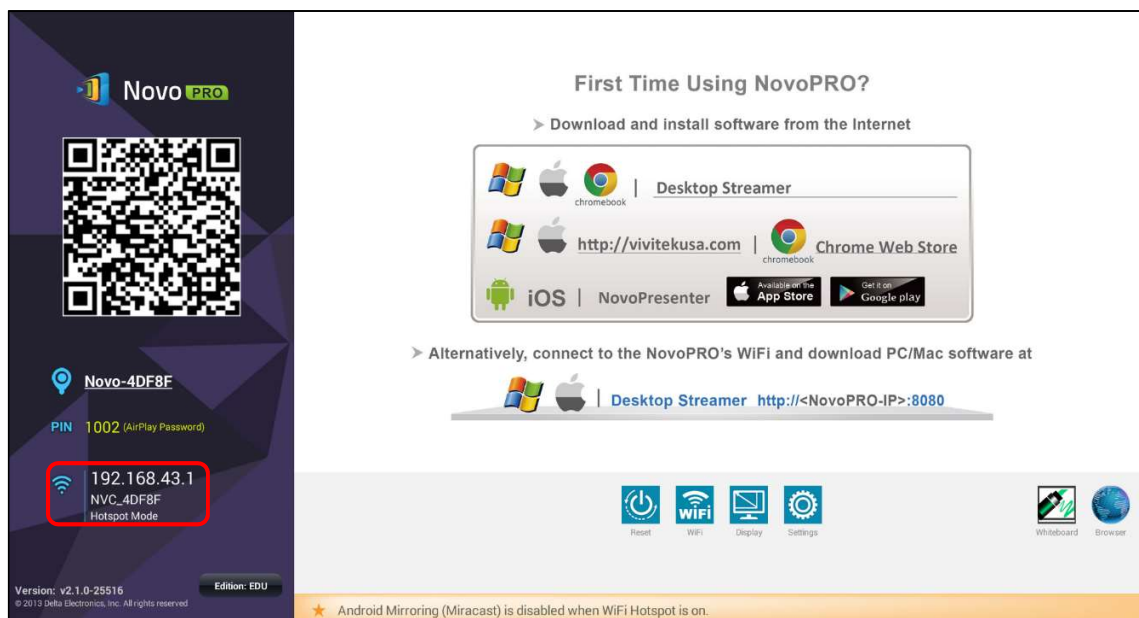 Novo PRO
Novo-4DF8F
PIN 1002 (AirPlay Password)
192.168.43.1
NVC_4DF8F
Hotspot Mode
Version: v2.1.0-25516
Edition: EDU
© 2013 Delta Electronics, Inc. All rights reserved
First Time Using NovoPRO?
Download and install software from the Internet
chromebook | Desktop Streamer
http://vivitekusa.com | chromebook Chrome Web Store
iOS | NovoPresenter Available on the App Store Get it on Google play
Alternatively, connect to the NovoPRO's WiFi and download PC/Mac software at
| Desktop Streamer http://<NovoPRO-IP>:8080
WiFi
Reset WiFi Display Settings Whiteboard Browser
Android Mirroring (Miracast) is disabled when WiFi Hotspot is on.